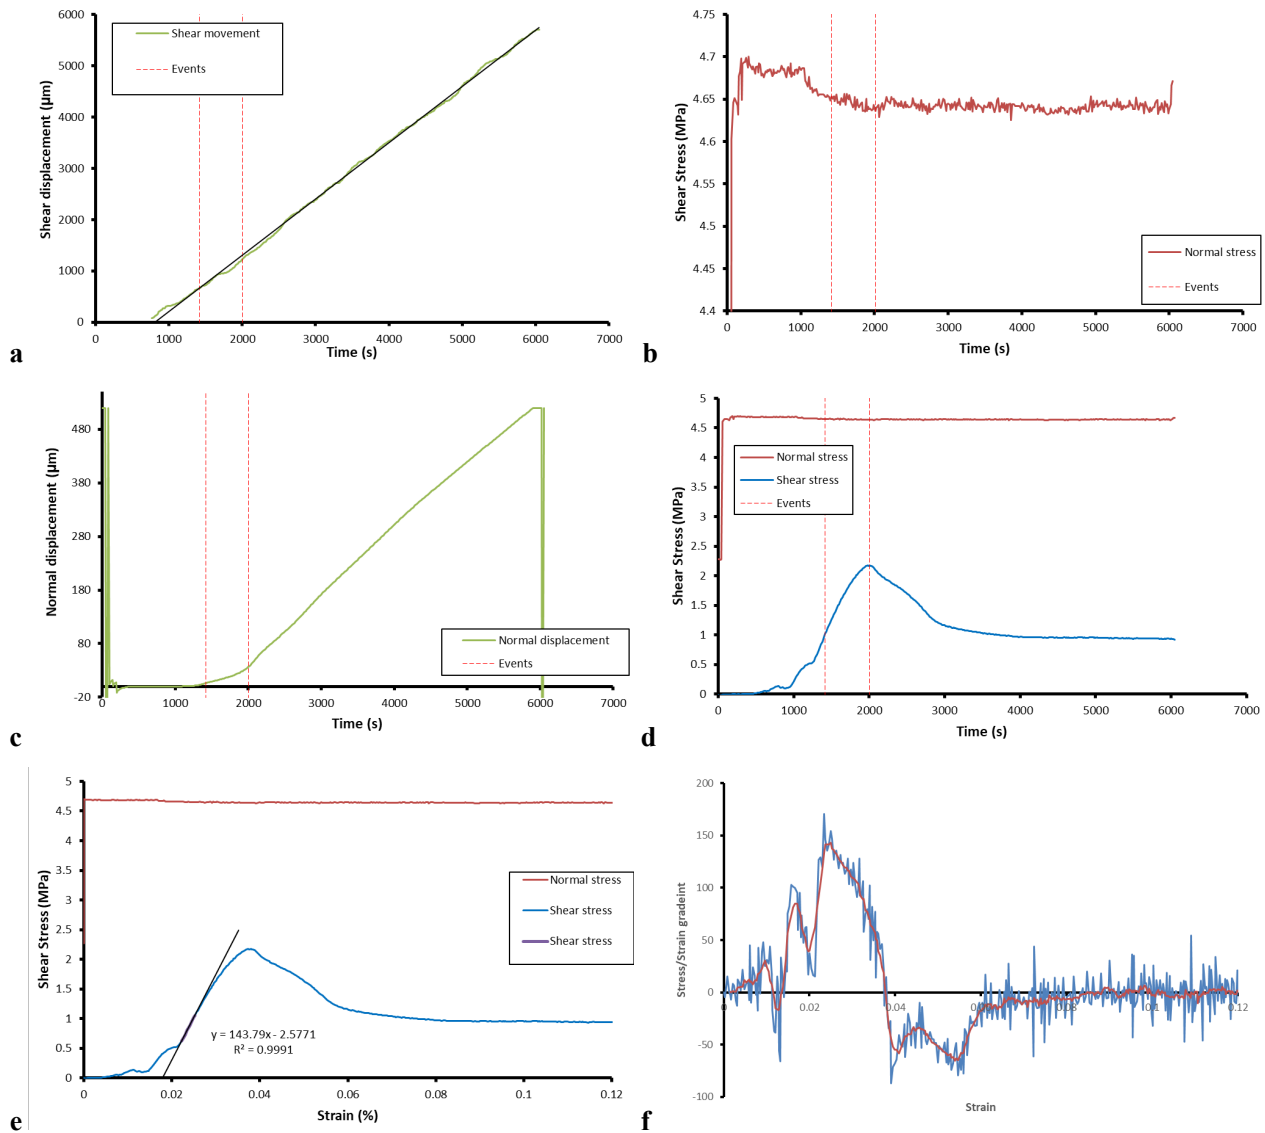 6000
5000
4000
3000
2000
1000
0
Shear displacement (µm)
Shear movement
Events
0 1000 2000 3000 4000 5000 6000 7000
Time (s)
a
4.75
4.7
4.65
4.6
4.55
4.5
4.45
4.4
Shear Stress (MPa)
Normal stress
Events
0 1000 2000 3000 4000 5000 6000 7000
Time (s)
b
480
380
280
180
80
-20
Normal displacement (µm)
Normal displacement
Events
0 1000 2000 3000 4000 5000 6000 7000
Time (s)
c
5
4.5
4
3.5
3
2.5
2
1.5
1
0.5
0
Shear Stress (MPa)
Normal stress
Shear stress
Events
0 1000 2000 3000 4000 5000 6000 7000
Time (s)
d
5
4.5
4
3.5
3
2.5
2
1.5
1
0.5
0
Shear Stress (MPa)
Normal stress
Shear stress
Shear stress
y = 143.79x - 2.5771
R² = 0.9991
0 0.02 0.04 0.06 0.08 0.1 0.12
Strain (%)
e
200
150
100
50
0
-50
-100
Stress/Strain gradeint
0 0.02 0.04 0.06 0.08 0.1 0.12
Strain
f